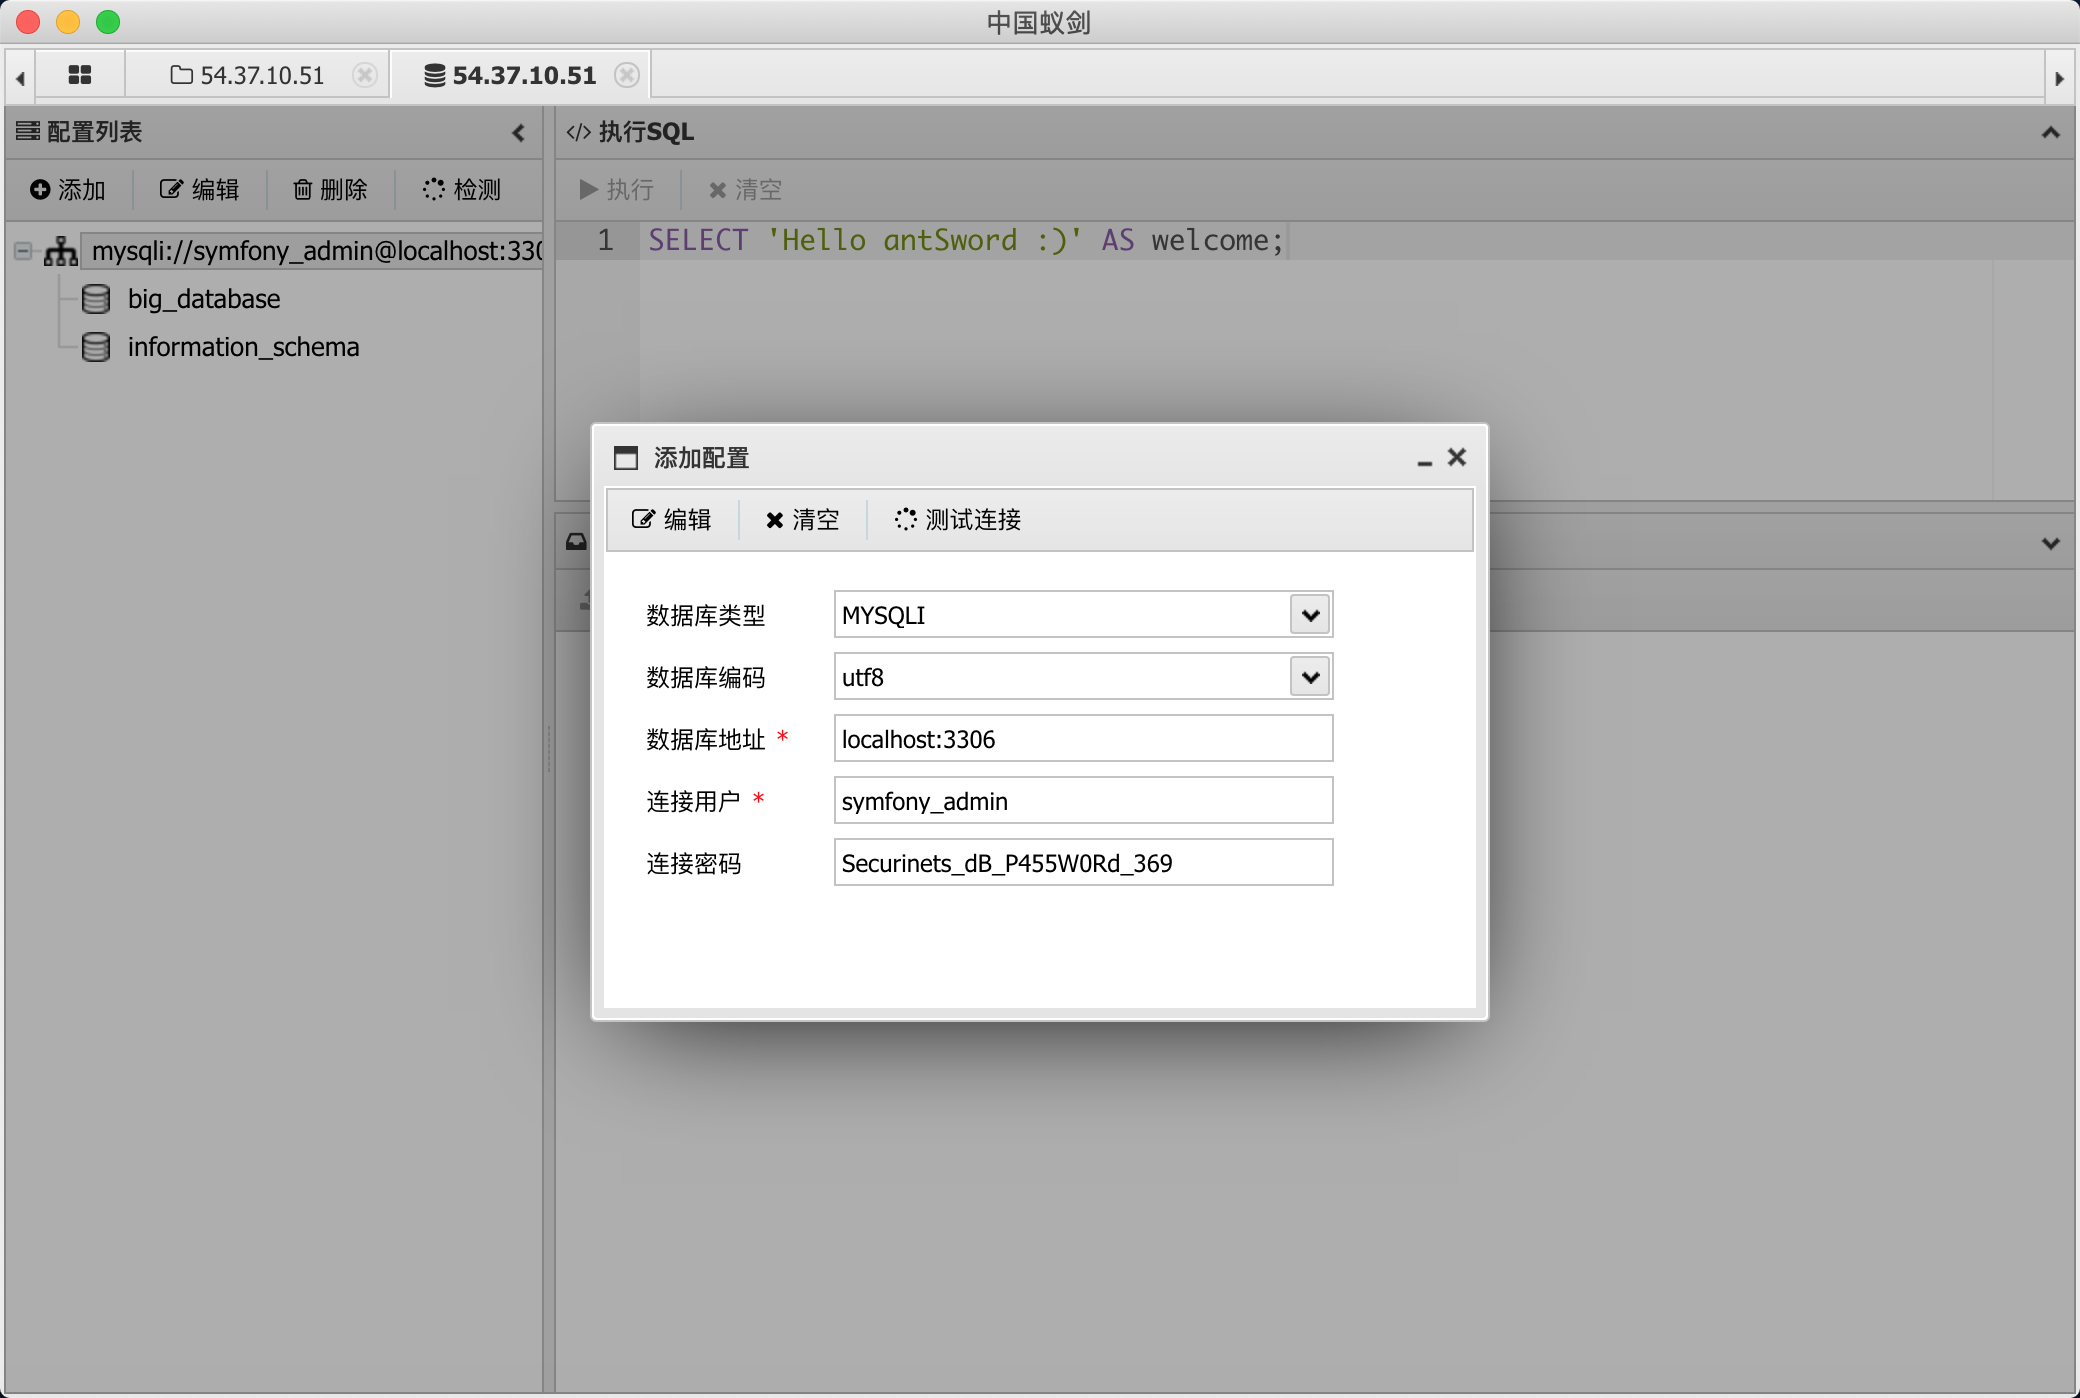 中国蚁剑
54.37.10.51
54.37.10.51
配置列表
添加 编辑 删除 检测
mysqli://symfony_admin@localhost:330
big_database
information_schema
</> 执行SQL
执行 清空
1 SELECT 'Hello antSword :)' AS welcome;
添加配置
编辑 清空 测试连接
数据库类型 MYSQLI
数据库编码 utf8
数据库地址 * localhost:3306
连接用户 * symfony_admin
连接密码 Securinets_dB_P455W0Rd_369